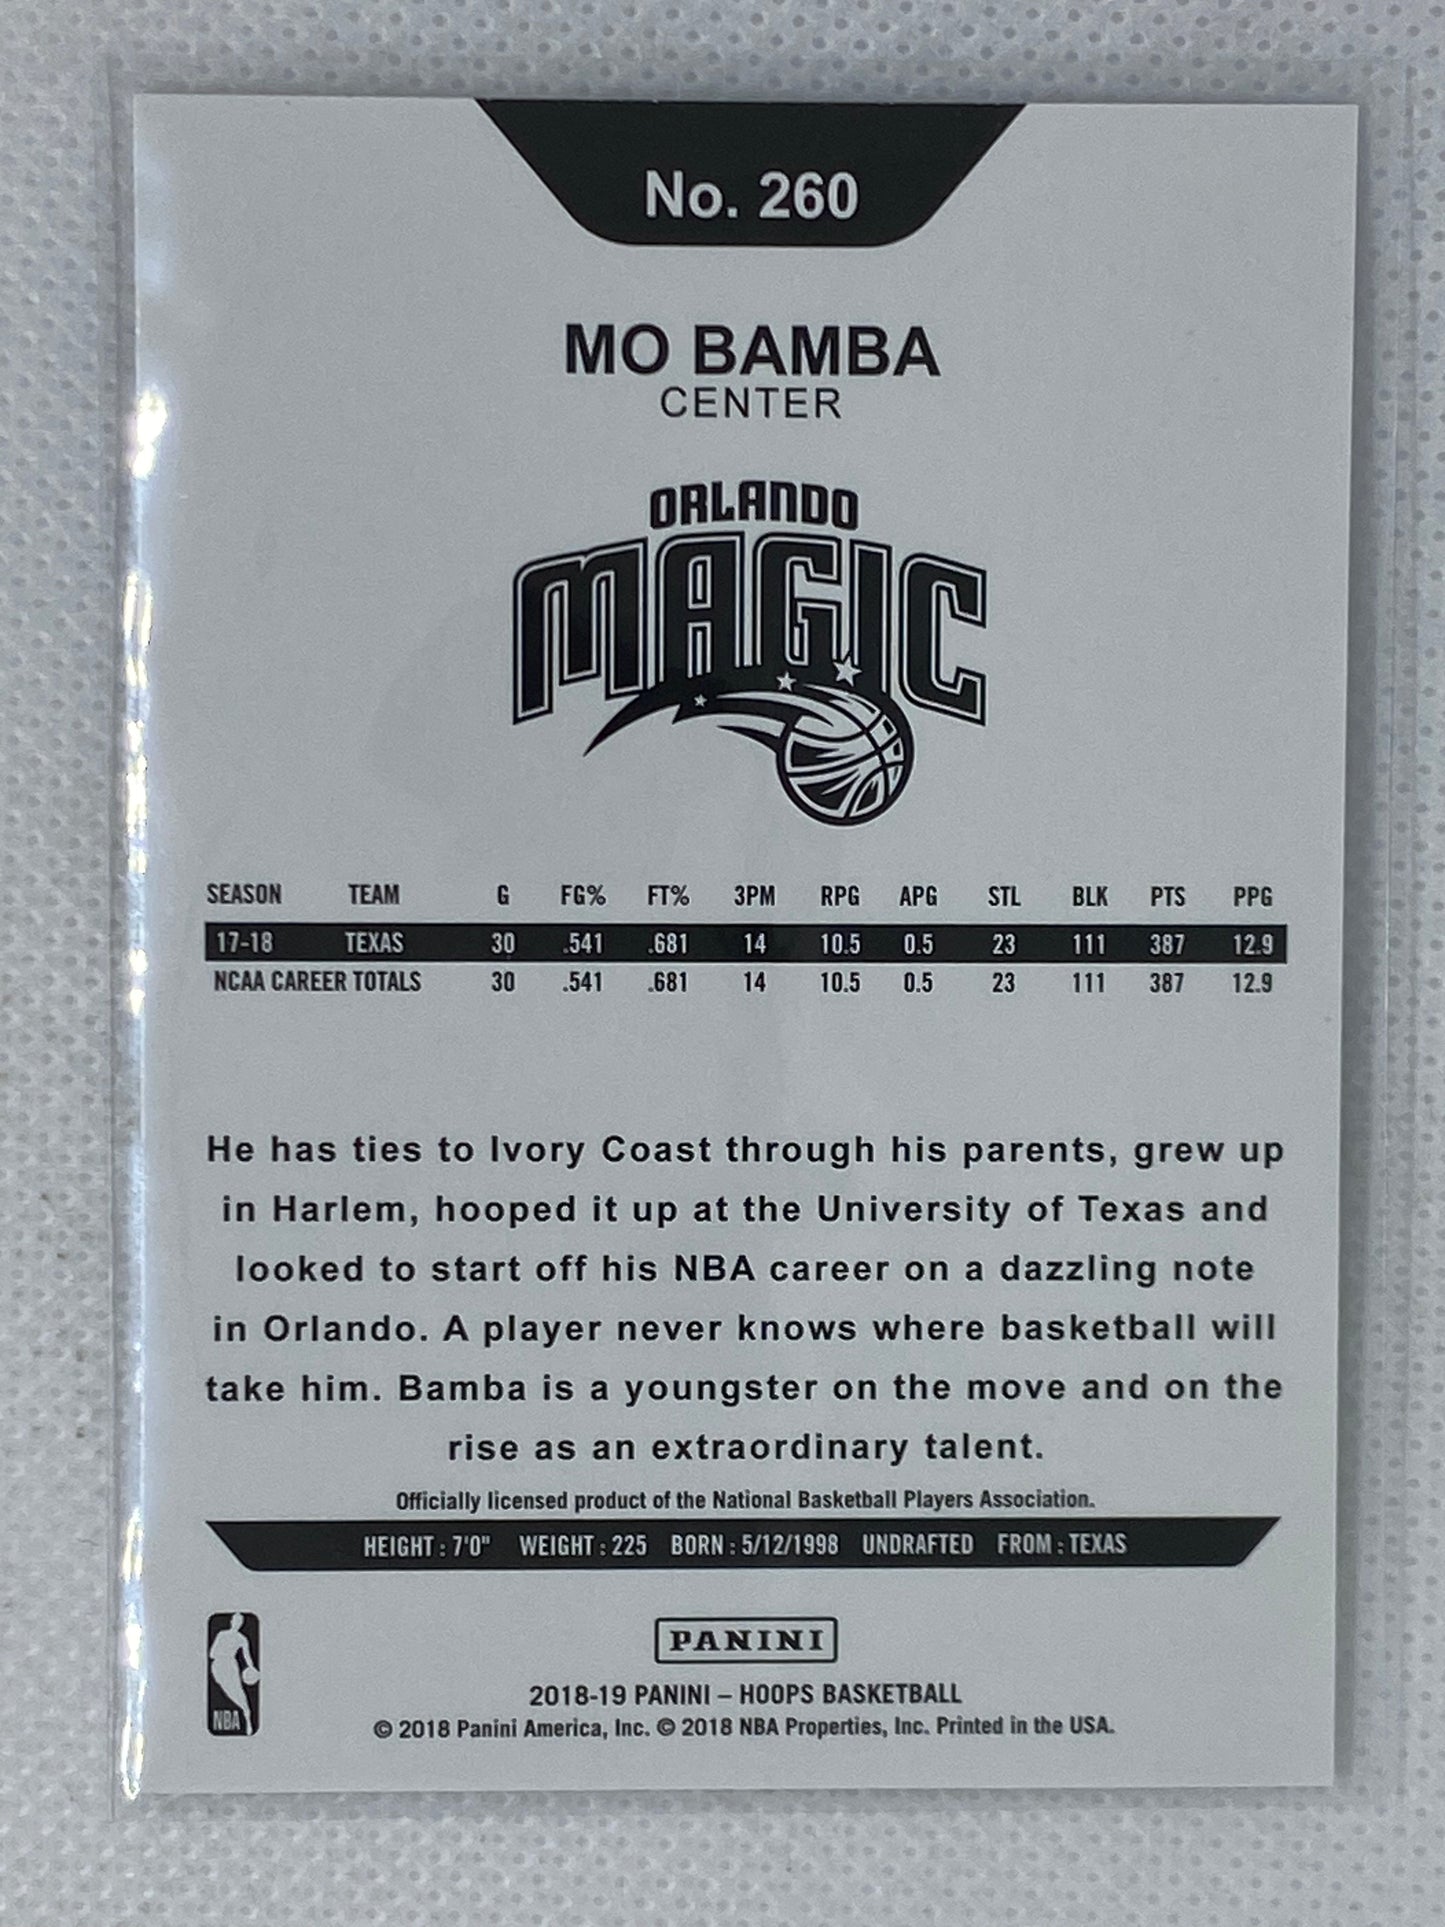 No. 260
MO BAMBA
CENTER
ORLANDO
MAGIC
SEASON TEAM G FG% FT% 3PM RPG APG STL BLK PTS PPG
17-18 TEXAS 30 .541 .681 14 10.5 0.5 23 111 387 12.9
NCAA CAREER TOTALS 30 .541 .681 14 10.5 0.5 23 111 387 12.9
He has ties to Ivory Coast through his parents, grew up
in Harlem, hooped it up at the University of Texas and
looked to start off his NBA career on a dazzling note
in Orlando. A player never knows where basketball will
take him. Bamba is a youngster on the move and on the
rise as an extraordinary talent.
Officially licensed product of the National Basketball Players Association.
HEIGHT : 7'0" WEIGHT : 225 BORN : 5/12/1998 UNDRAFTED FROM : TEXAS
NBA
PANINI
2018-19 PANINI – HOOPS BASKETBALL
© 2018 Panini America, Inc. © 2018 NBA Properties, Inc. Printed in the USA.